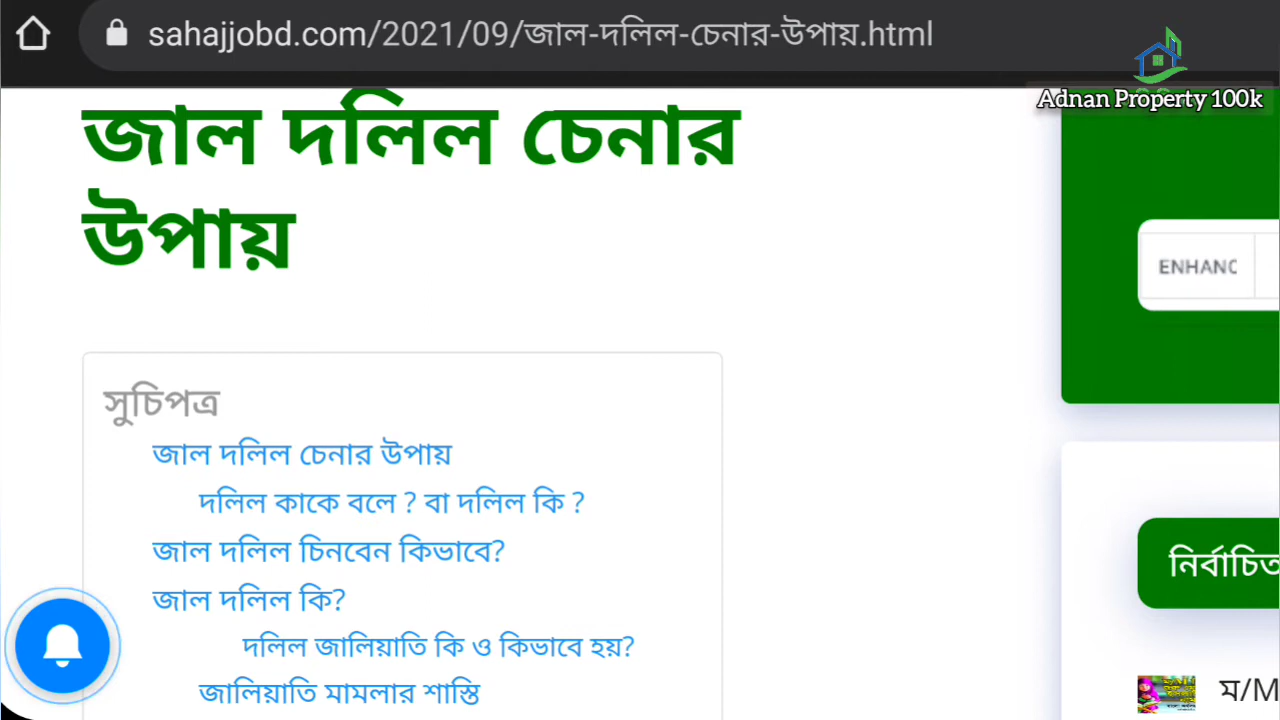 sahajjobd.com/2021/09/জাল-দলিল-চেনার-উপায়.html
Adnan Property 100k
জাল দলিল চেনার
উপায়
ENHANC
সুচিপত্র
জাল দলিল চেনার উপায়
দলিল কাকে বলে ? বা দলিল কি ?
জাল দলিল চিনবেন কিভাবে?
জাল দলিল কি?
দলিল জালিয়াতি কি ও কিভাবে হয়?
জালিয়াতি মামলার শাস্তি
নির্বাচিত
ম/M